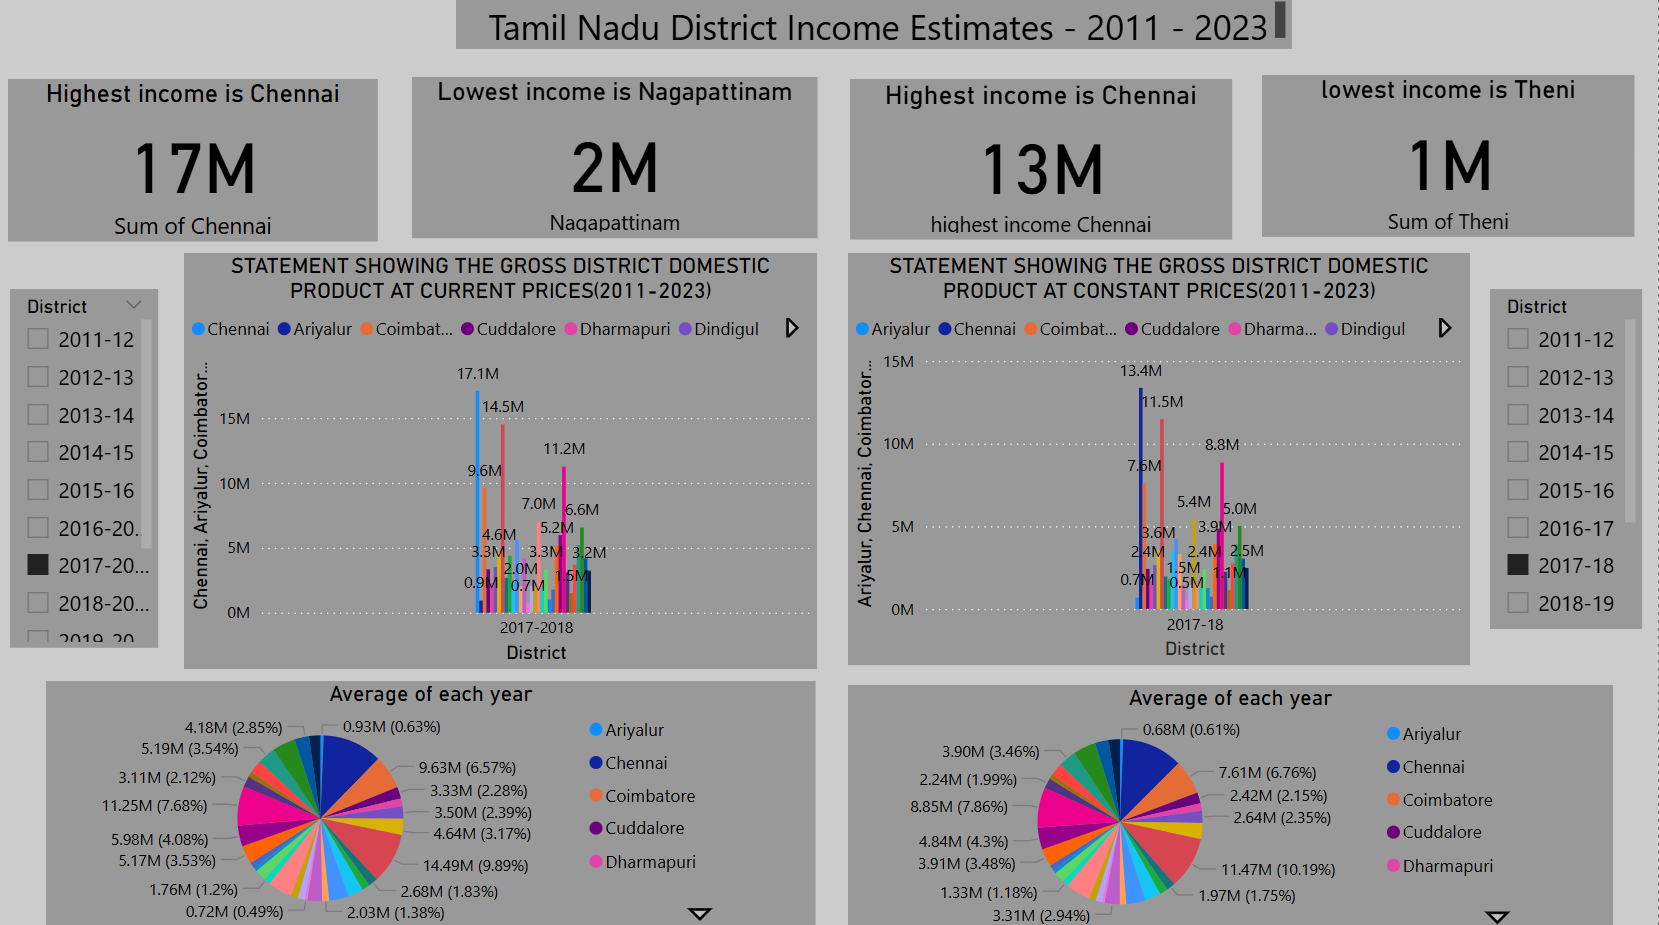 Tamil Nadu District Income Estimates - 2011 - 2023
Highest income is Chennai
17M
Sum of Chennai
Lowest income is Nagapattinam
2M
Nagapattinam
Highest income is Chennai
13M
highest income Chennai
lowest income is Theni
1M
Sum of Theni
District
2011-12
2012-13
2013-14
2014-15
2015-16
2016-20...
2017-20...
2018-20...
2019-20
STATEMENT SHOWING THE GROSS DISTRICT DOMESTIC
PRODUCT AT CURRENT PRICES(2011-2023)
Chennai Ariyalur Coimbat... Cuddalore Dharmapuri Dindigul
Chennai, Ariyalur, Coimbator...
17.1M
15M
14.5M
11.2M
10M
9.6M
7.0M
6.6M
5.2M
5M
4.6M
3.3M
3.3M
3.2M
2.0M
1.5M
0.9M
0.7M
0M
2017-2018
District
STATEMENT SHOWING THE GROSS DISTRICT DOMESTIC
PRODUCT AT CONSTANT PRICES(2011-2023)
Ariyalur Chennai Coimbat... Cuddalore Dharma... Dindigul
Ariyalur, Chennai, Coimbator...
15M
13.4M
11.5M
10M
8.8M
7.6M
5.4M
5.0M
5M
3.9M
3.6M
2.4M
2.4M
2.5M
1.5M
1.1M
0.7M
0.5M
0M
2017-18
District
District
2011-12
2012-13
2013-14
2014-15
2015-16
2016-17
2017-18
2018-19
Average of each year
4.18M (2.85%)
0.93M (0.63%)
5.19M (3.54%)
9.63M (6.57%)
3.11M (2.12%)
3.33M (2.28%)
11.25M (7.68%)
3.50M (2.39%)
4.64M (3.17%)
5.98M (4.08%)
5.17M (3.53%)
14.49M (9.89%)
1.76M (1.2%)
2.68M (1.83%)
0.72M (0.49%)
2.03M (1.38%)
Ariyalur
Chennai
Coimbatore
Cuddalore
Dharmapuri
Average of each year
0.68M (0.61%)
3.90M (3.46%)
7.61M (6.76%)
2.24M (1.99%)
2.42M (2.15%)
8.85M (7.86%)
2.64M (2.35%)
4.84M (4.3%)
3.91M (3.48%)
11.47M (10.19%)
1.33M (1.18%)
1.97M (1.75%)
3.31M (2.94%)
Ariyalur
Chennai
Coimbatore
Cuddalore
Dharmapuri